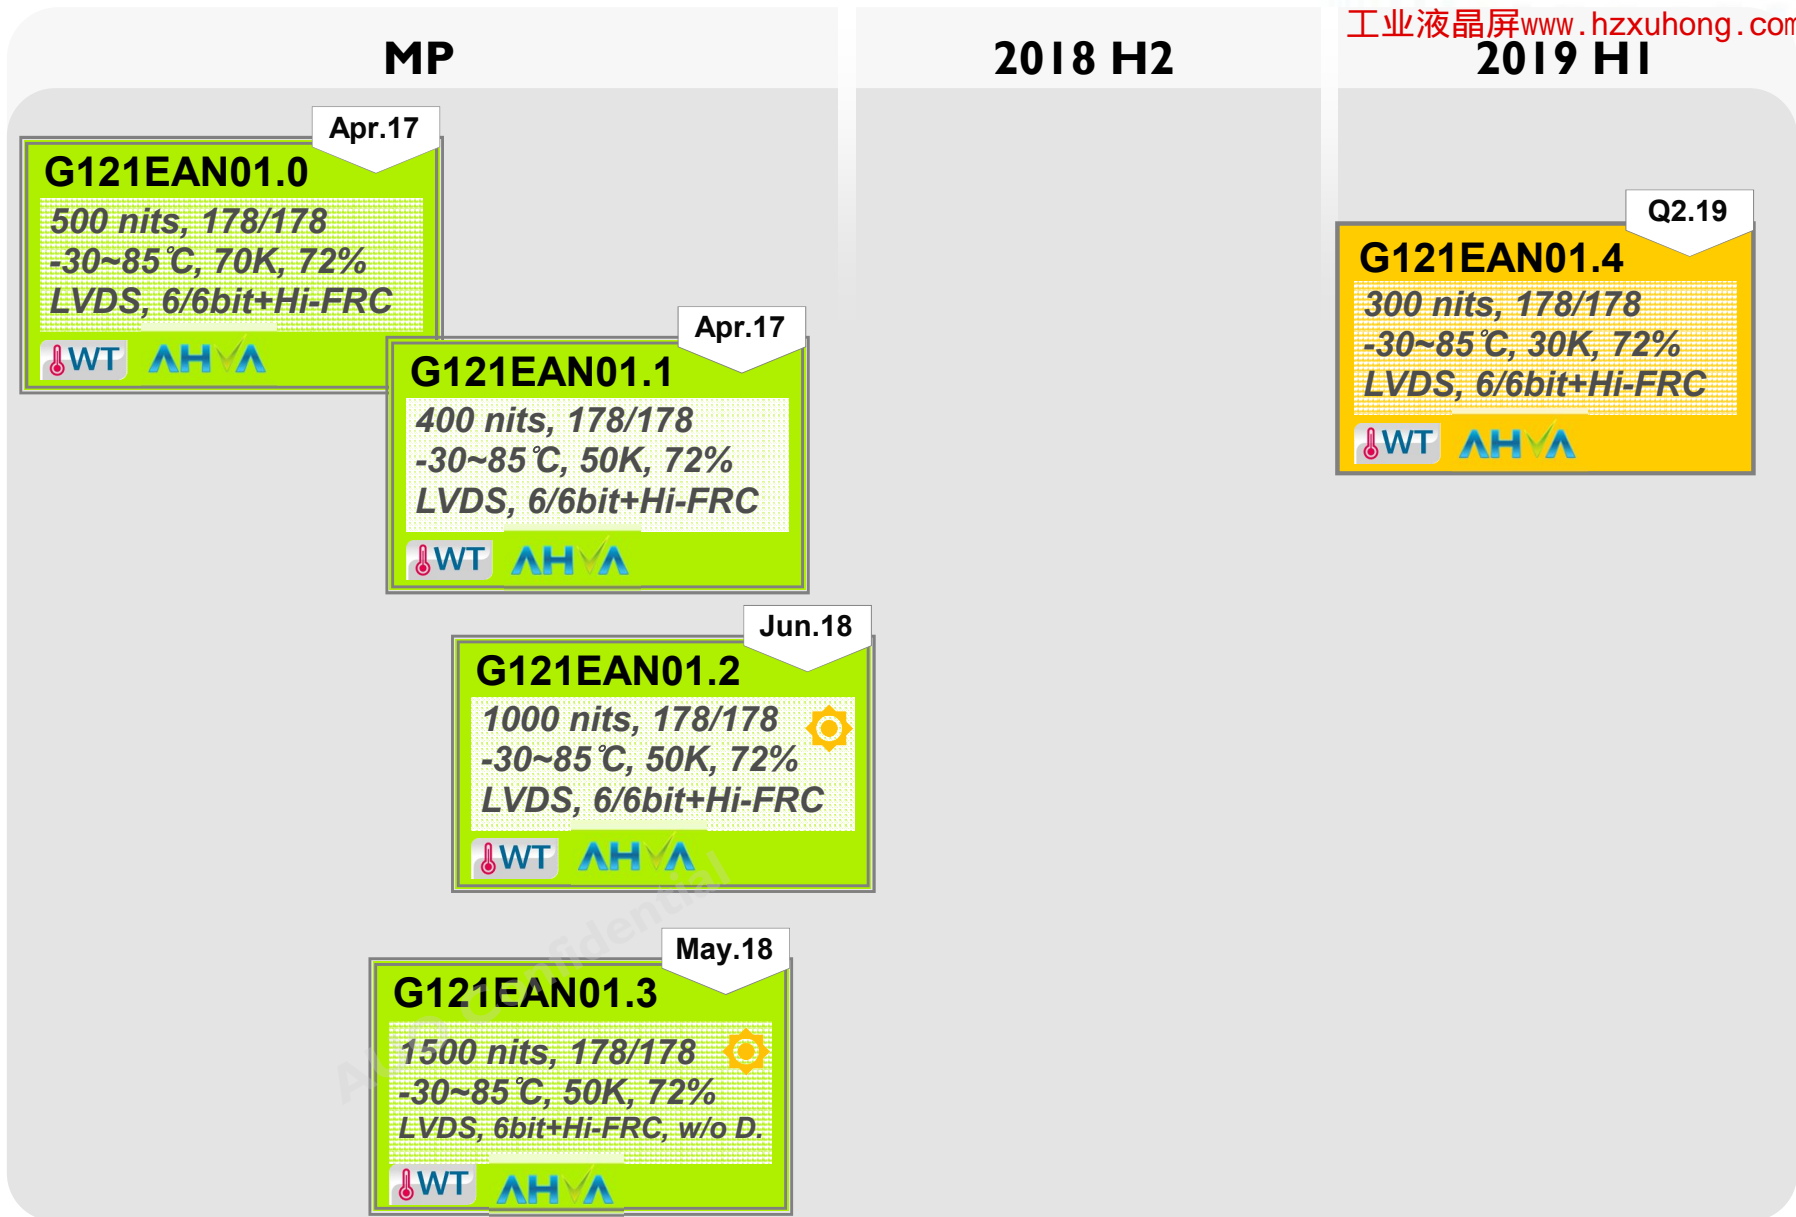 工业液晶屏www.hzxuhong.com
MP
2018 H2
2019 H1
Apr.17
G121EAN01.0
500 nits, 178/178
-30~85℃, 70K, 72%
LVDS, 6/6bit+Hi-FRC
WT AHVA
Apr.17
G121EAN01.1
400 nits, 178/178
-30~85℃, 50K, 72%
LVDS, 6/6bit+Hi-FRC
WT AHVA
Jun.18
G121EAN01.2
1000 nits, 178/178
-30~85℃, 50K, 72%
LVDS, 6/6bit+Hi-FRC
WT AHVA
May.18
G121EAN01.3
1500 nits, 178/178
-30~85℃, 50K, 72%
LVDS, 6bit+Hi-FRC, w/o D.
WT AHVA
Q2.19
G121EAN01.4
300 nits, 178/178
-30~85℃, 30K, 72%
LVDS, 6/6bit+Hi-FRC
WT AHVA
AUO Confidential